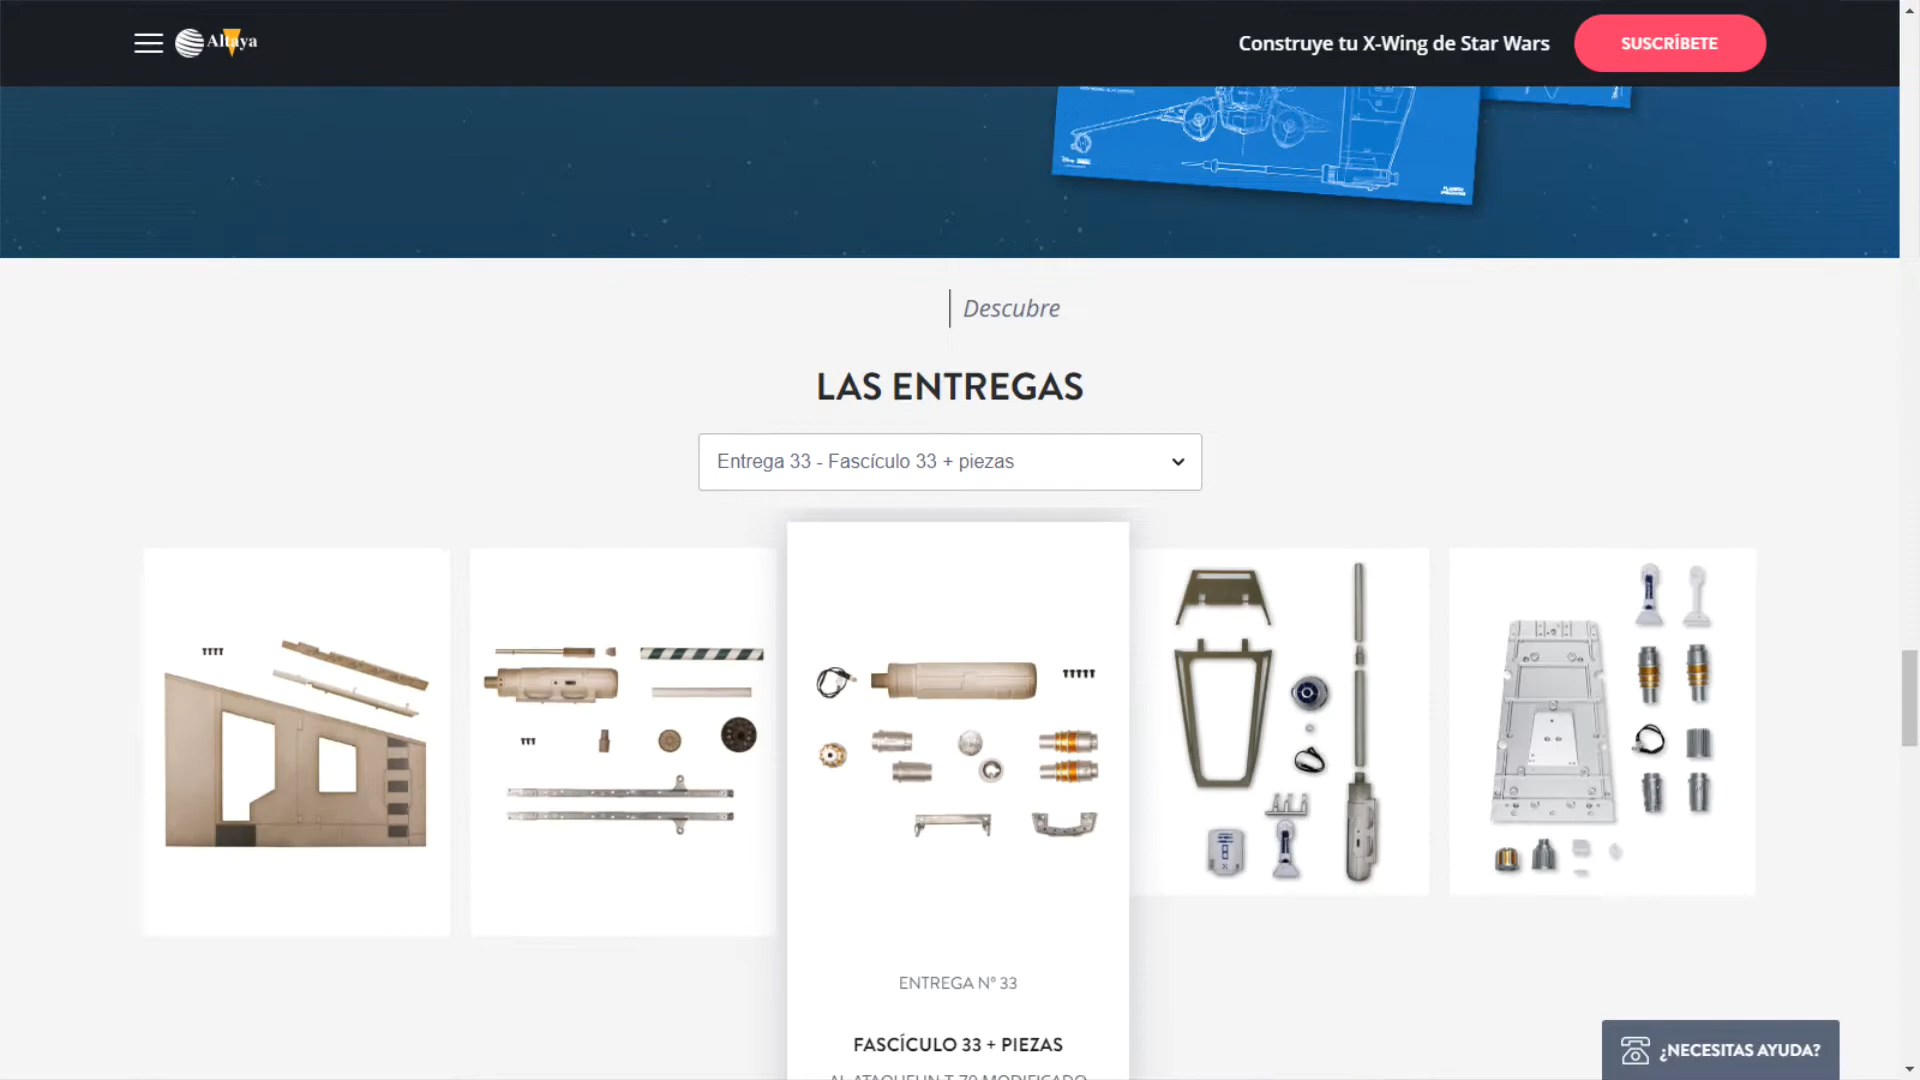 Altaya
Construye tu X-Wing de Star Wars
SUSCRÍBETE
Descubre
LAS ENTREGAS
Entrega 33 - Fascículo 33 + piezas
ENTREGA Nº 33
FASCÍCULO 33 + PIEZAS
¿NECESITAS AYUDA?